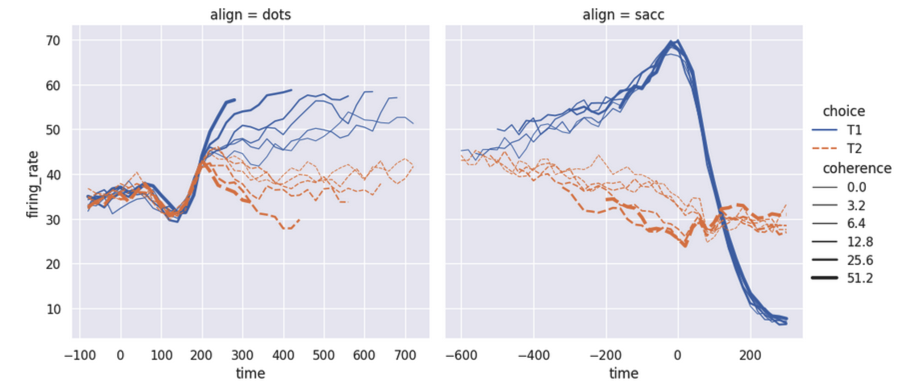 align = dots
align = sacc
70
60
50
40
30
20
10
firing_rate
−100 0 100 200 300 400 500 600 700
time
−600 −400 −200 0 200
time
choice
T1
T2
coherence
0.0
3.2
6.4
12.8
25.6
51.2